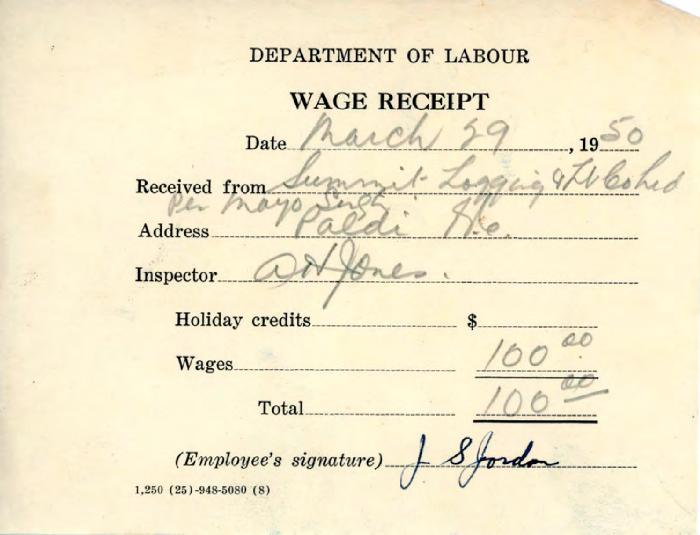 DEPARTMENT OF LABOUR
WAGE RECEIPT
Date March 29, 1950
Received from Summit Logging &
per Mayo Singh
Address Paldi
Inspector A H Jones.
Holiday credits $
Wages 100 00
Total 100 00
(Employee's signature) J S Jordon
1,250 (25)-948-5080 (8)